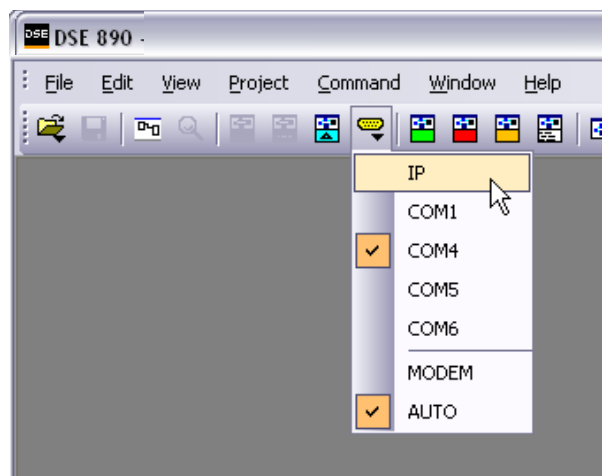 DSE DSE 890 -
File Edit View Project Command Window Help
IP
COM1
COM4
COM5
COM6
MODEM
AUTO